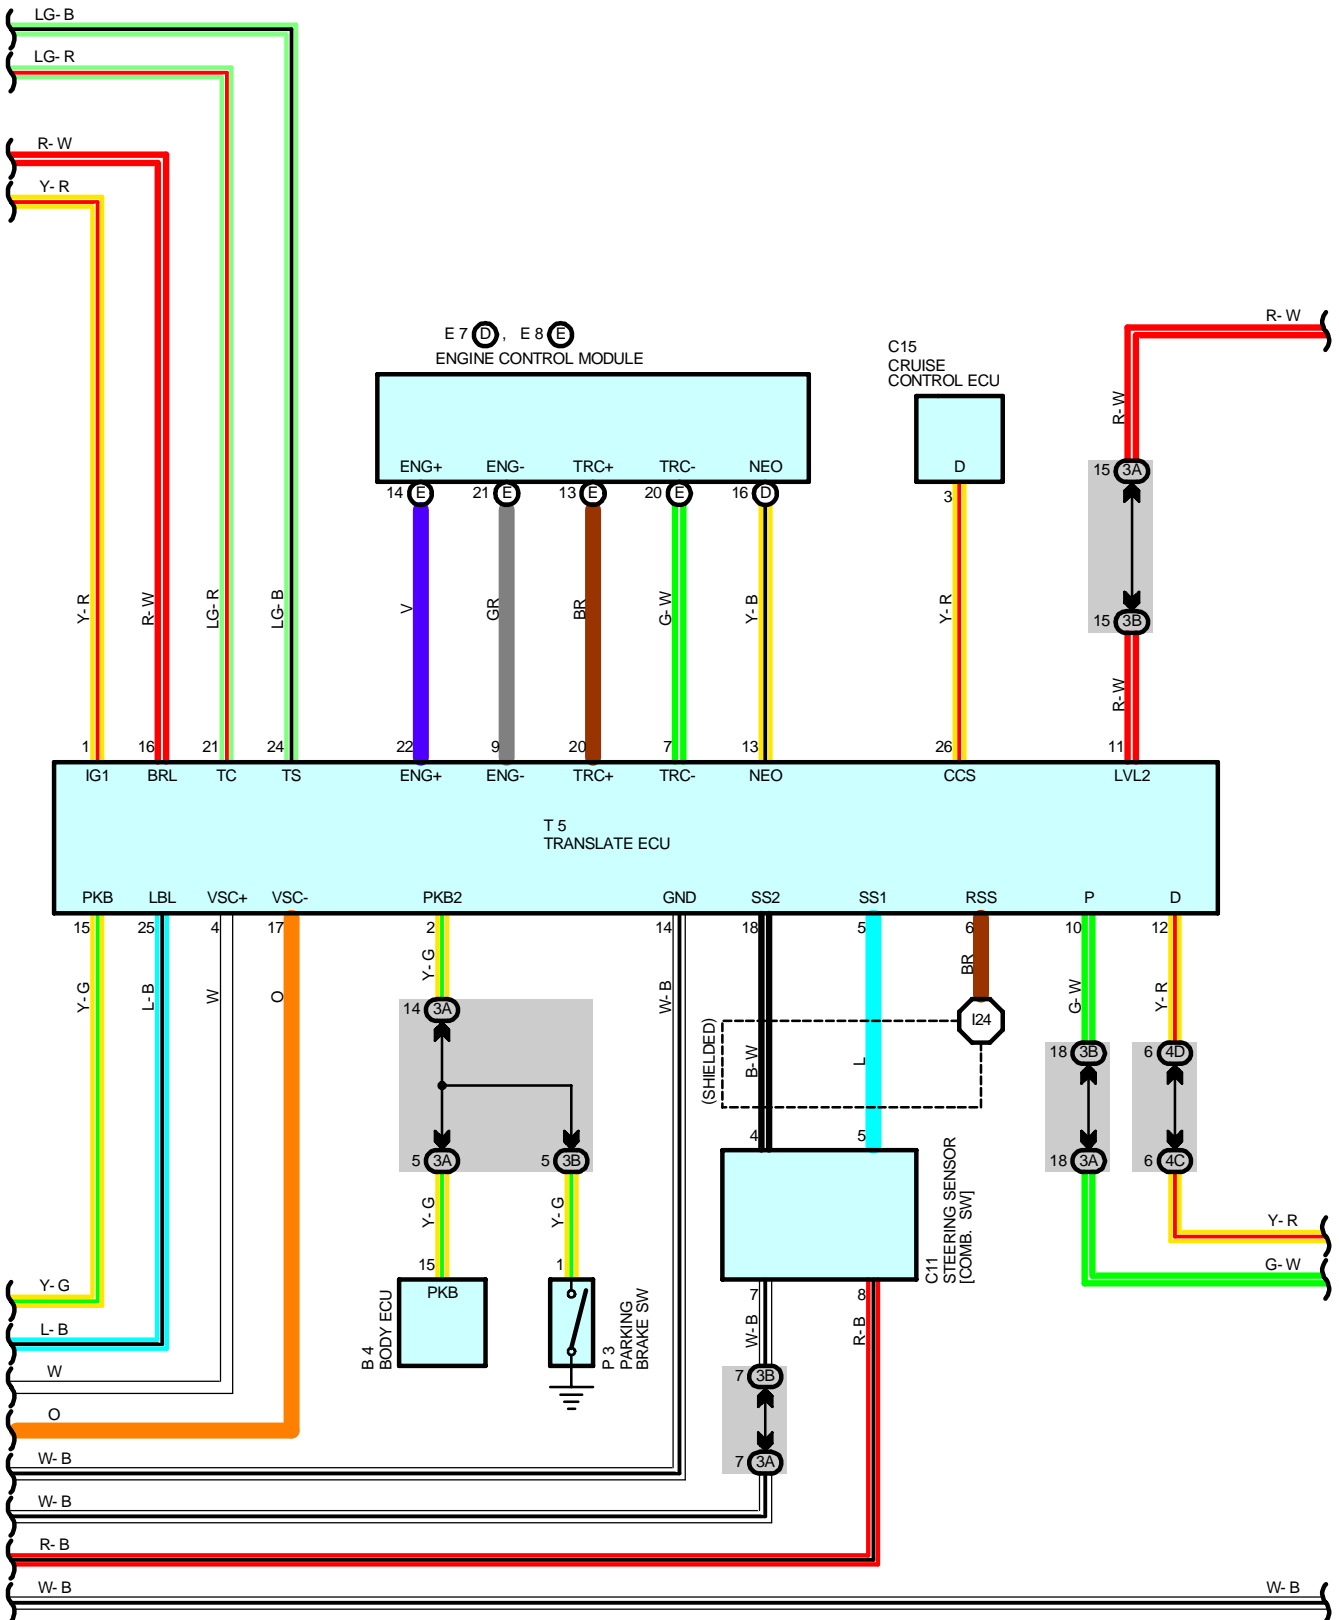 LG- B
LG- R
R- W
Y- R
R- W
E 7 D , E 8 E
ENGINE CONTROL MODULE
C15
CRUISE
CONTROL ECU
R- W
ENG+ ENG- TRC+ TRC- NEO
D
15 3A
14 E 21 E 13 E 20 E 16 D
3
Y- R R- W LG- R LG- B V GR BR G- W Y- B Y- R
15 3B
R- W
1 16 21 24 22 9 20 7 13 26 11
IG1 BRL TC TS ENG+ ENG- TRC+ TRC- NEO CCS LVL2
T 5
TRANSLATE ECU
PKB LBL VSC+ VSC- PKB2 GND SS2 SS1 RSS P D
15 25 4 17 2 14 18 5 6 10 12
Y- G L- B W O Y- G W- B B- W L BR G- W Y- R
14 3A
I24
(SHIELDED)
18 3B 6 4D
4 5
5 3A 5 3B
18 3A 6 4C
Y- G Y- G
C11
STEERING SENSOR
[COMB. SW]
Y- R
G- W
15 1
PKB
B 4
BODY ECU
P 3
PARKING
BRAKE SW
7 8
W- B R- B
Y- G
L- B
W
7 3B
O
W- B
7 3A
W- B
R- B
W- B W- B